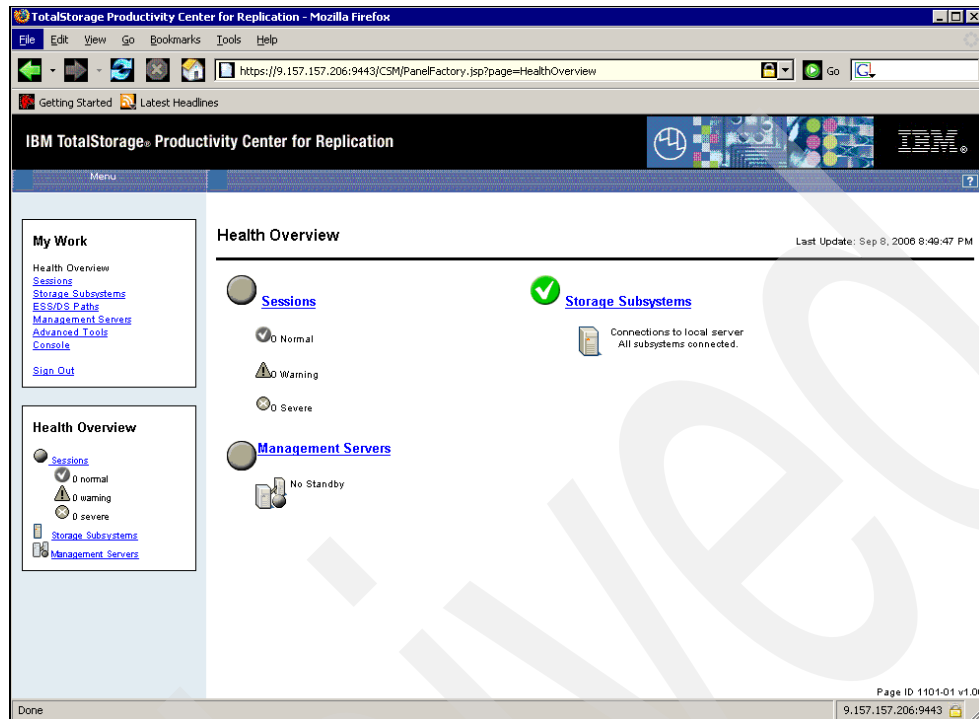 TotalStorage Productivity Center for Replication - Mozilla Firefox
File Edit View Go Bookmarks Tools Help
https://9.157.157.206:9443/CSM/PanelFactory.jsp?page=HealthOverview
Go
G
Getting Started Latest Headlines
IBM TotalStorage® Productivity Center for Replication
IBM®
Menu
?
My Work
Health Overview
Sessions
Storage Subsystems
ESS/DS Paths
Management Servers
Advanced Tools
Console
Sign Out
Health Overview
Sessions
0 normal
0 warning
0 severe
Storage Subsystems
Management Servers
Health Overview
Last Update: Sep 8, 2006 8:49:47 PM
Sessions
0 Normal
0 Warning
0 Severe
Management Servers
No Standby
Storage Subsystems
Connections to local server
All subsystems connected.
Page ID 1101-01 v1.00
Done
9.157.157.206:9443